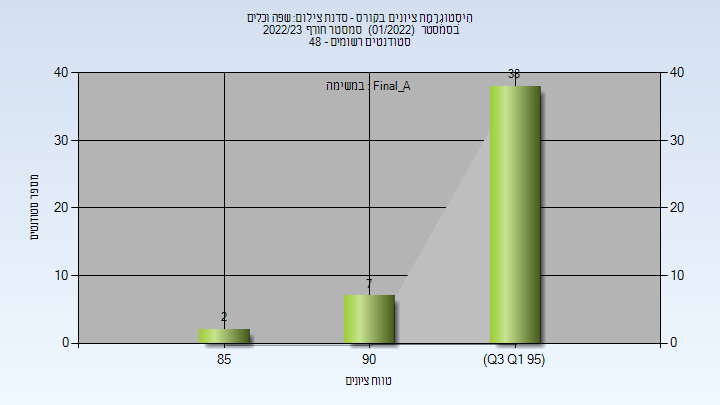 היסטוגרמת ציונים בקורס - סדנת צילום: שפה וכלים
בסמסטר (01/2022) סמסטר חורף 2022/23
סטודנטים רשומים - 48
במשימה : Final_A
40 40
38
30 30
20 20
10 10
7
2
0 0
85 90 (Q3 Q1 95)
מספר סטודנטים
טווח ציונים